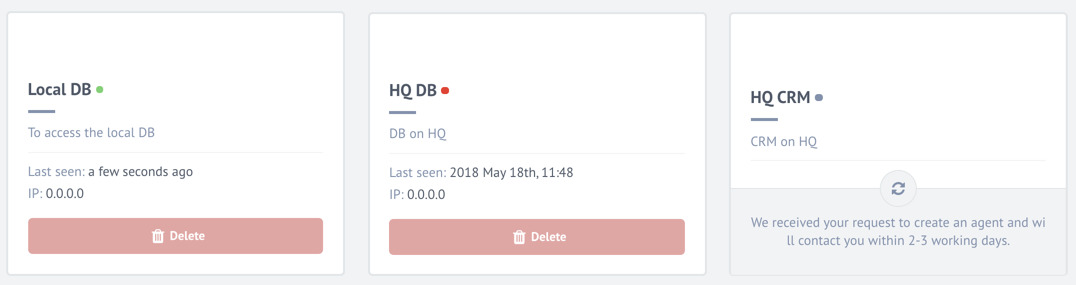 Local DB
To access the local DB
Last seen: a few seconds ago
IP: 0.0.0.0
Delete
HQ DB
DB on HQ
Last seen: 2018 May 18th, 11:48
IP: 0.0.0.0
Delete
HQ CRM
CRM on HQ
We received your request to create an agent and wi
ll contact you within 2-3 working days.